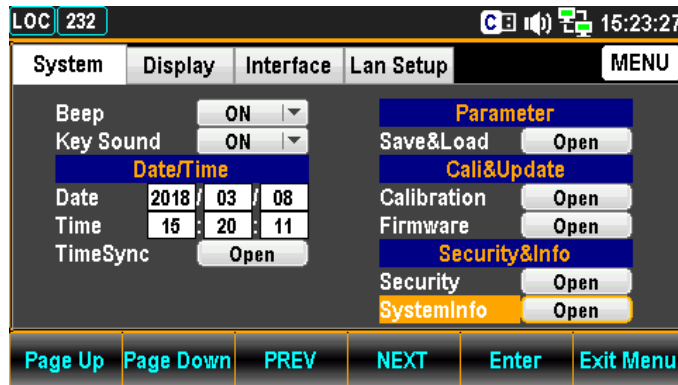 LOC 232 C 15:23:27
System Display Interface Lan Setup MENU
Beep ON
Key Sound ON
Date/Time
Date 2018 / 03 / 08
Time 15 : 20 : 11
TimeSync Open
Parameter
Save&Load Open
Cali&Update
Calibration Open
Firmware Open
Security&Info
Security Open
SystemInfo Open
Page Up Page Down PREV NEXT Enter Exit Menu